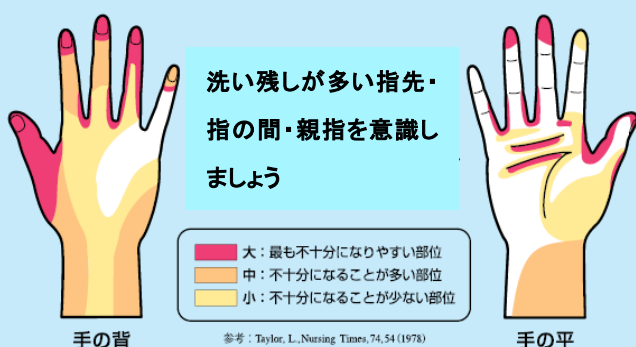 洗い残しが多い指先・
指の間・親指を意識し
ましょう
大：最も不十分になりやすい部位
中：不十分になることが多い部位
小：不十分になることが少ない部位
手の背
参考：Taylor, L.,Nursing Times, 74, 54 (1978)
手の平